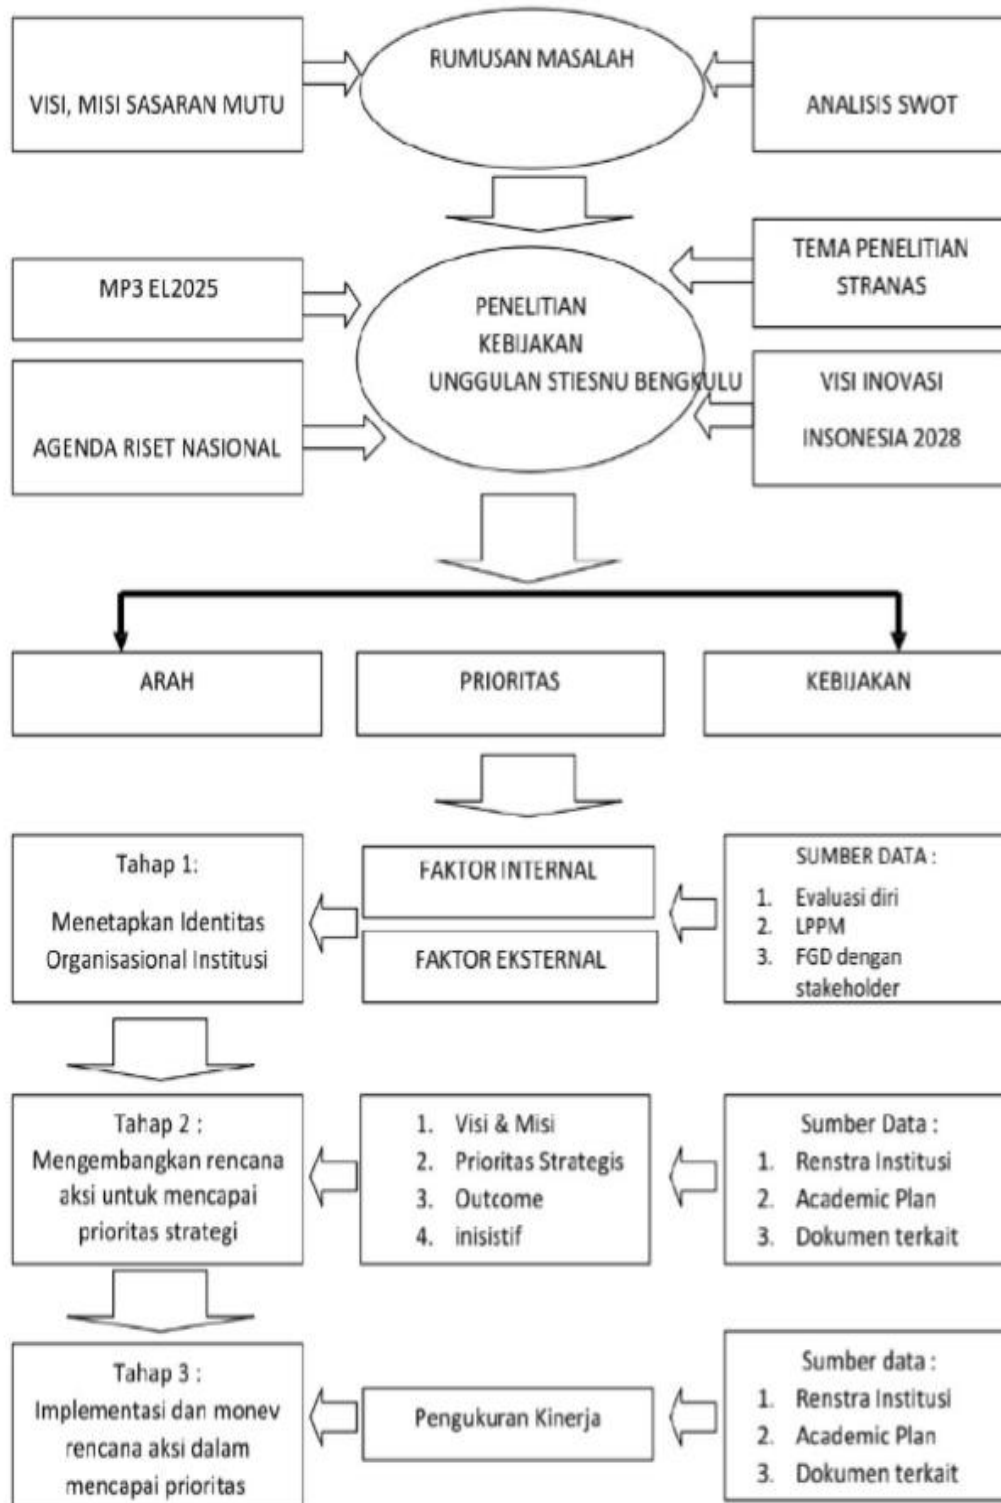 RUMUSAN MASALAH
VISI, MISI SASARAN MUTU
ANALISIS SWOT
MP3 EL2025
TEMA PENELITIAN
STRANAS
PENELITIAN
KEBIJAKAN
UNGGULAN STIESNU BENGKULU
AGENDA RISET NASIONAL
VISI INOVASI
INSONESIA 2028
ARAH
PRIORITAS
KEBIJAKAN
Tahap 1:
Menetapkan Identitas
Organisasional Institusi
FAKTOR INTERNAL
FAKTOR EKSTERNAL
SUMBER DATA :
1. Evaluasi diri
2. LPPM
3. FGD dengan
stakeholder
Tahap 2 :
Mengembangkan rencana
aksi untuk mencapai
prioritas strategi
1. Visi & Misi
2. Prioritas Strategis
3. Outcome
4. inisistif
Sumber Data :
1. Renstra Institusi
2. Academic Plan
3. Dokumen terkait
Tahap 3 :
Implementasi dan monev
rencana aksi dalam
mencapai prioritas
Pengukuran Kinerja
Sumber data :
1. Renstra Institusi
2. Academic Plan
3. Dokumen terkait